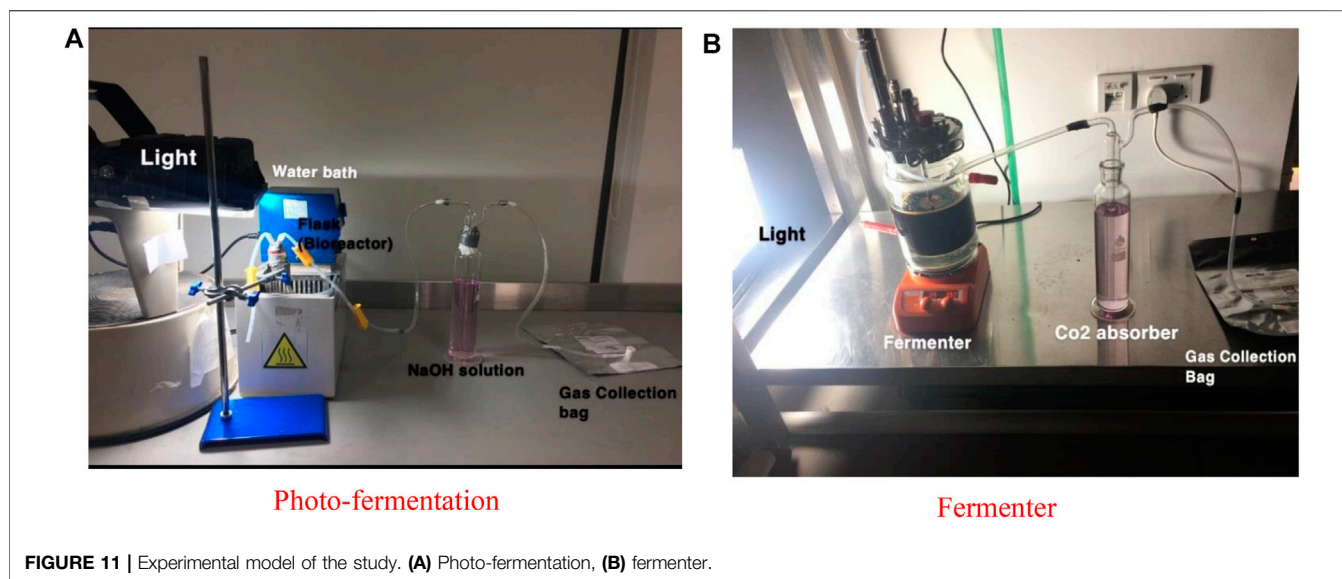 A
Light
Water bath
Flask
(Bioreactor)
NaOH solution
Gas Collection
bag
B
Light
Fermenter
Co2 absorber
Gas Collection
Bag
Photo-fermentation
Fermenter
FIGURE 11 | Experimental model of the study. (A) Photo-fermentation, (B) fermenter.